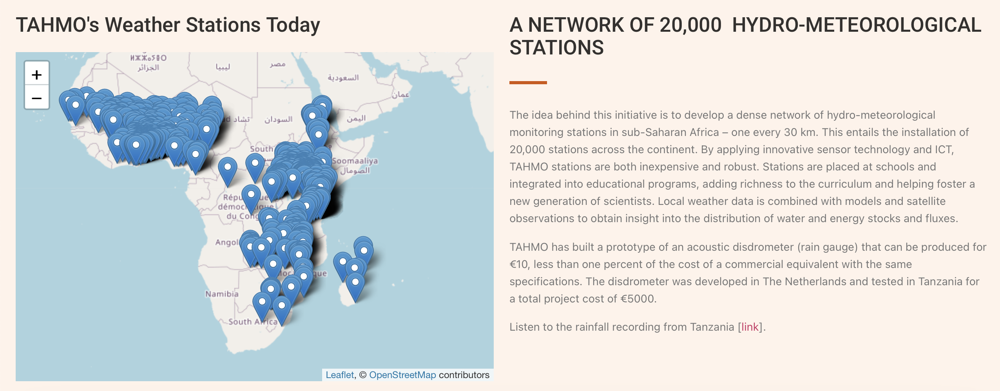 TAHMO's Weather Stations Today
+
−
ⵍⵣⵣⴰⵢⴻⵔ
الجزائر
ليبيا
مصر
السعودية
عمان
تشاد
السودان
اليمن
South
Soomaaliya
الصومال
du Cong
Namibia
South Africa
Leaflet, © OpenStreetMap contributors
A NETWORK OF 20,000 HYDRO-METEOROLOGICAL
STATIONS
The idea behind this initiative is to develop a dense network of hydro-meteorological
monitoring stations in sub-Saharan Africa – one every 30 km. This entails the installation of
20,000 stations across the continent. By applying innovative sensor technology and ICT,
TAHMO stations are both inexpensive and robust. Stations are placed at schools and
integrated into educational programs, adding richness to the curriculum and helping foster a
new generation of scientists. Local weather data is combined with models and satellite
observations to obtain insight into the distribution of water and energy stocks and fluxes.
TAHMO has built a prototype of an acoustic disdrometer (rain gauge) that can be produced for
€10, less than one percent of the cost of a commercial equivalent with the same
specifications. The disdrometer was developed in The Netherlands and tested in Tanzania for
a total project cost of €5000.
Listen to the rainfall recording from Tanzania [link].